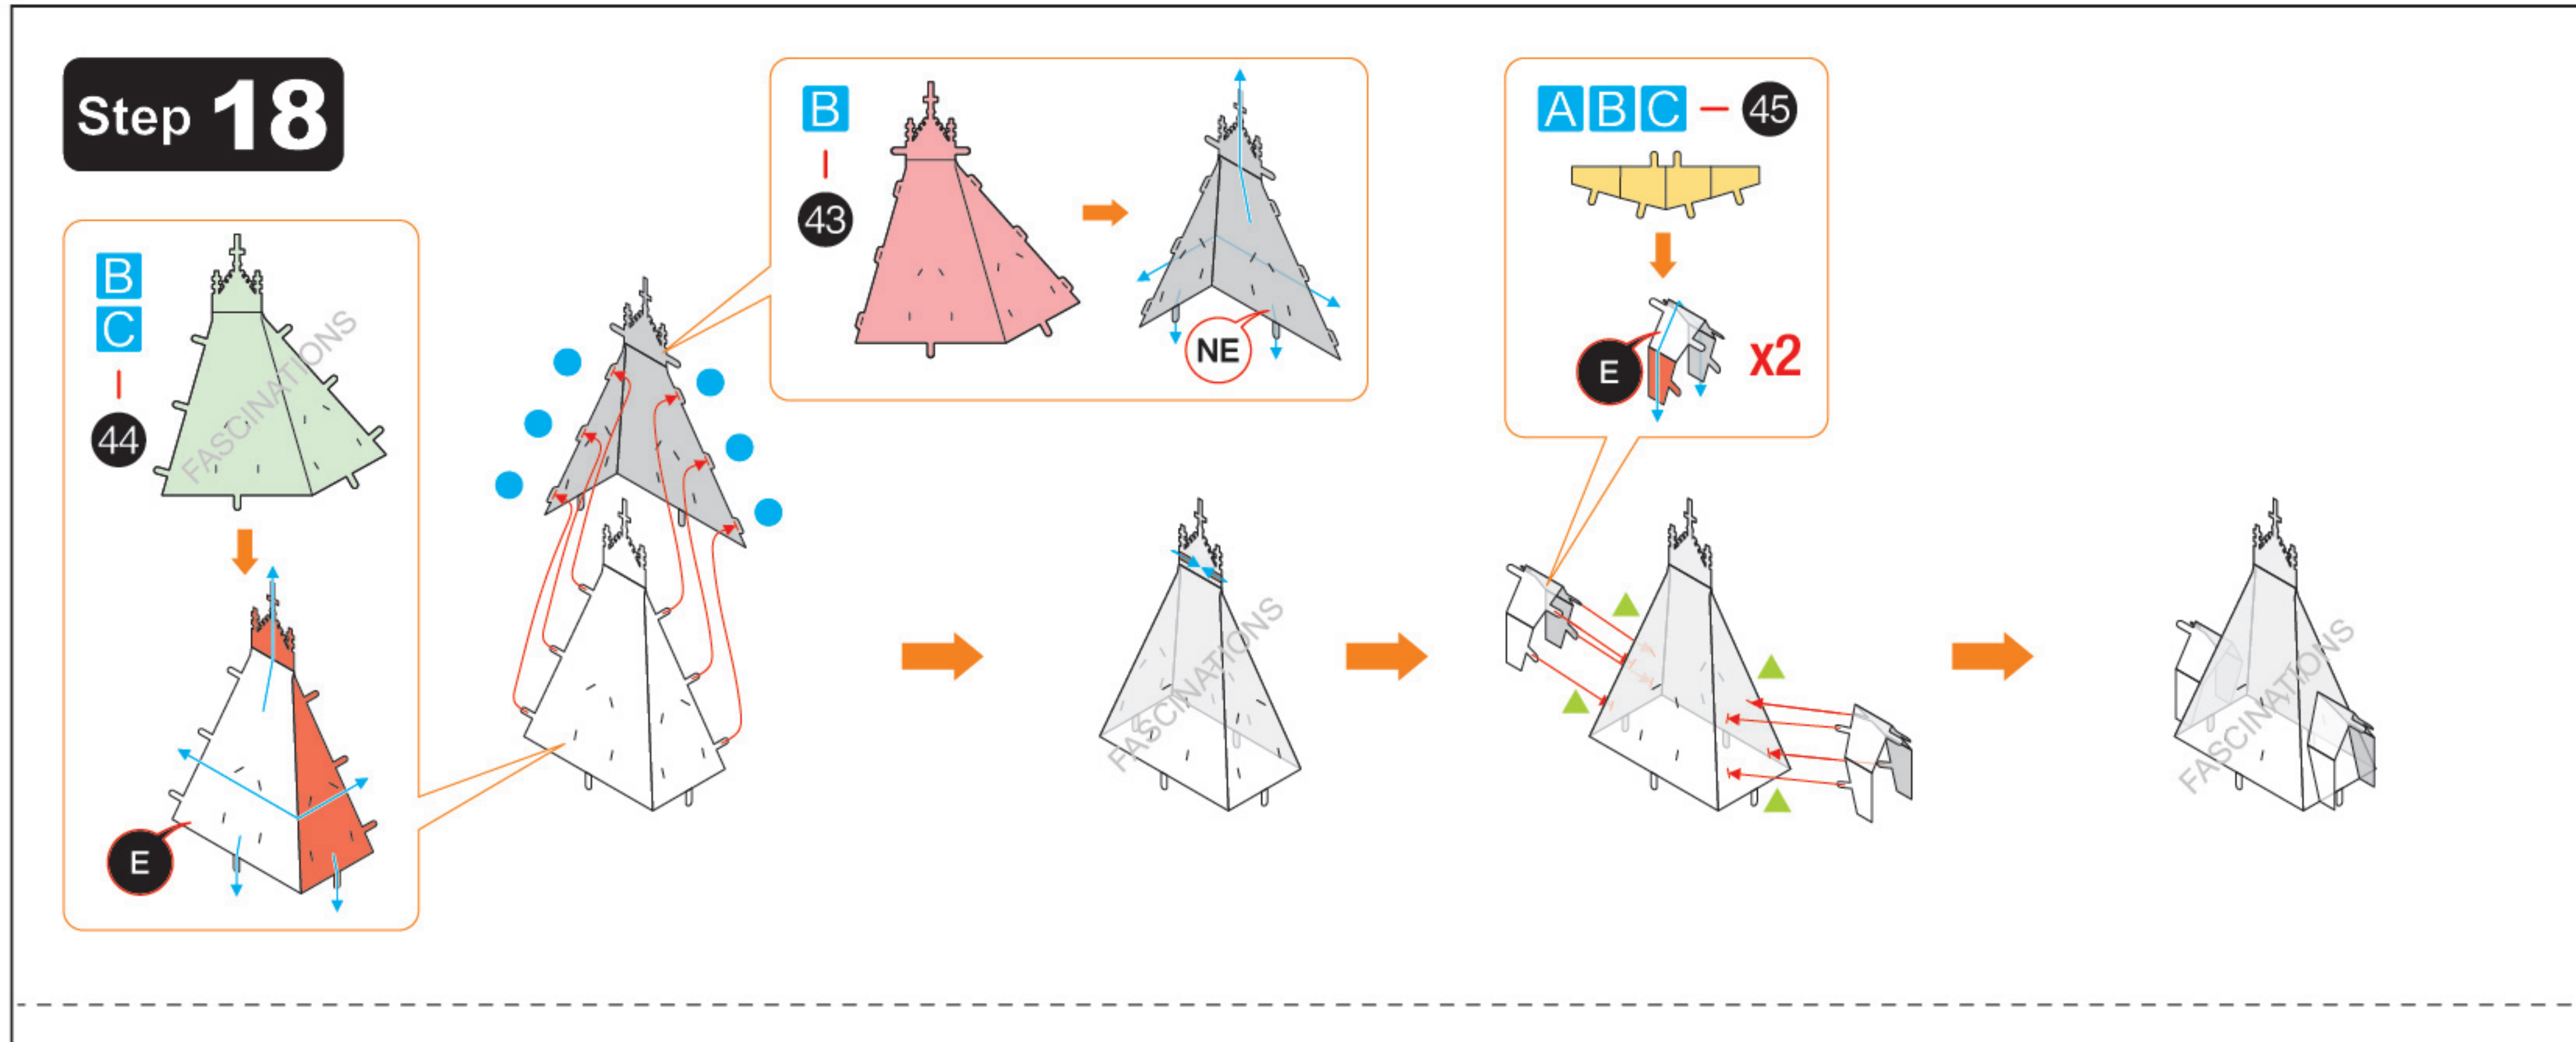 Step 18
B
C
44
E
B
43
NE
A B C – 45
E
x2
FASCINATIONS
FASCINATIONS
FASCINATIONS